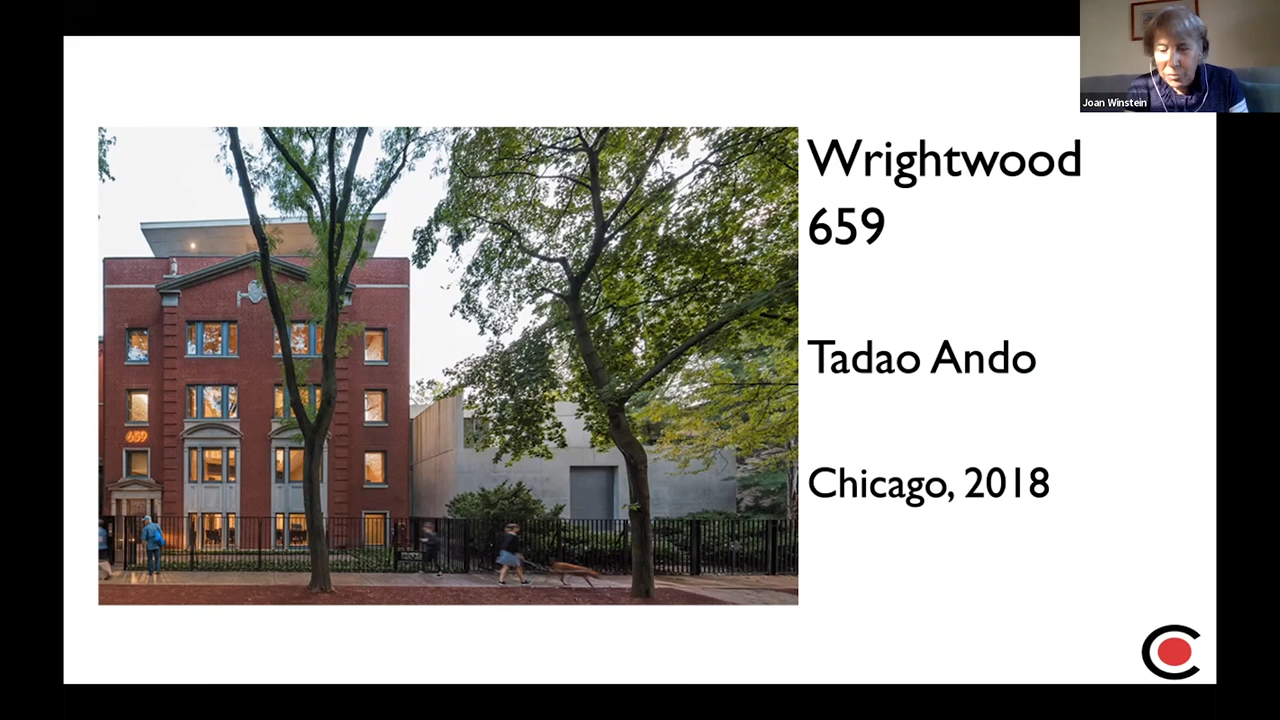 Joan Winstein
Wrightwood
659
Tadao Ando
Chicago, 2018
659